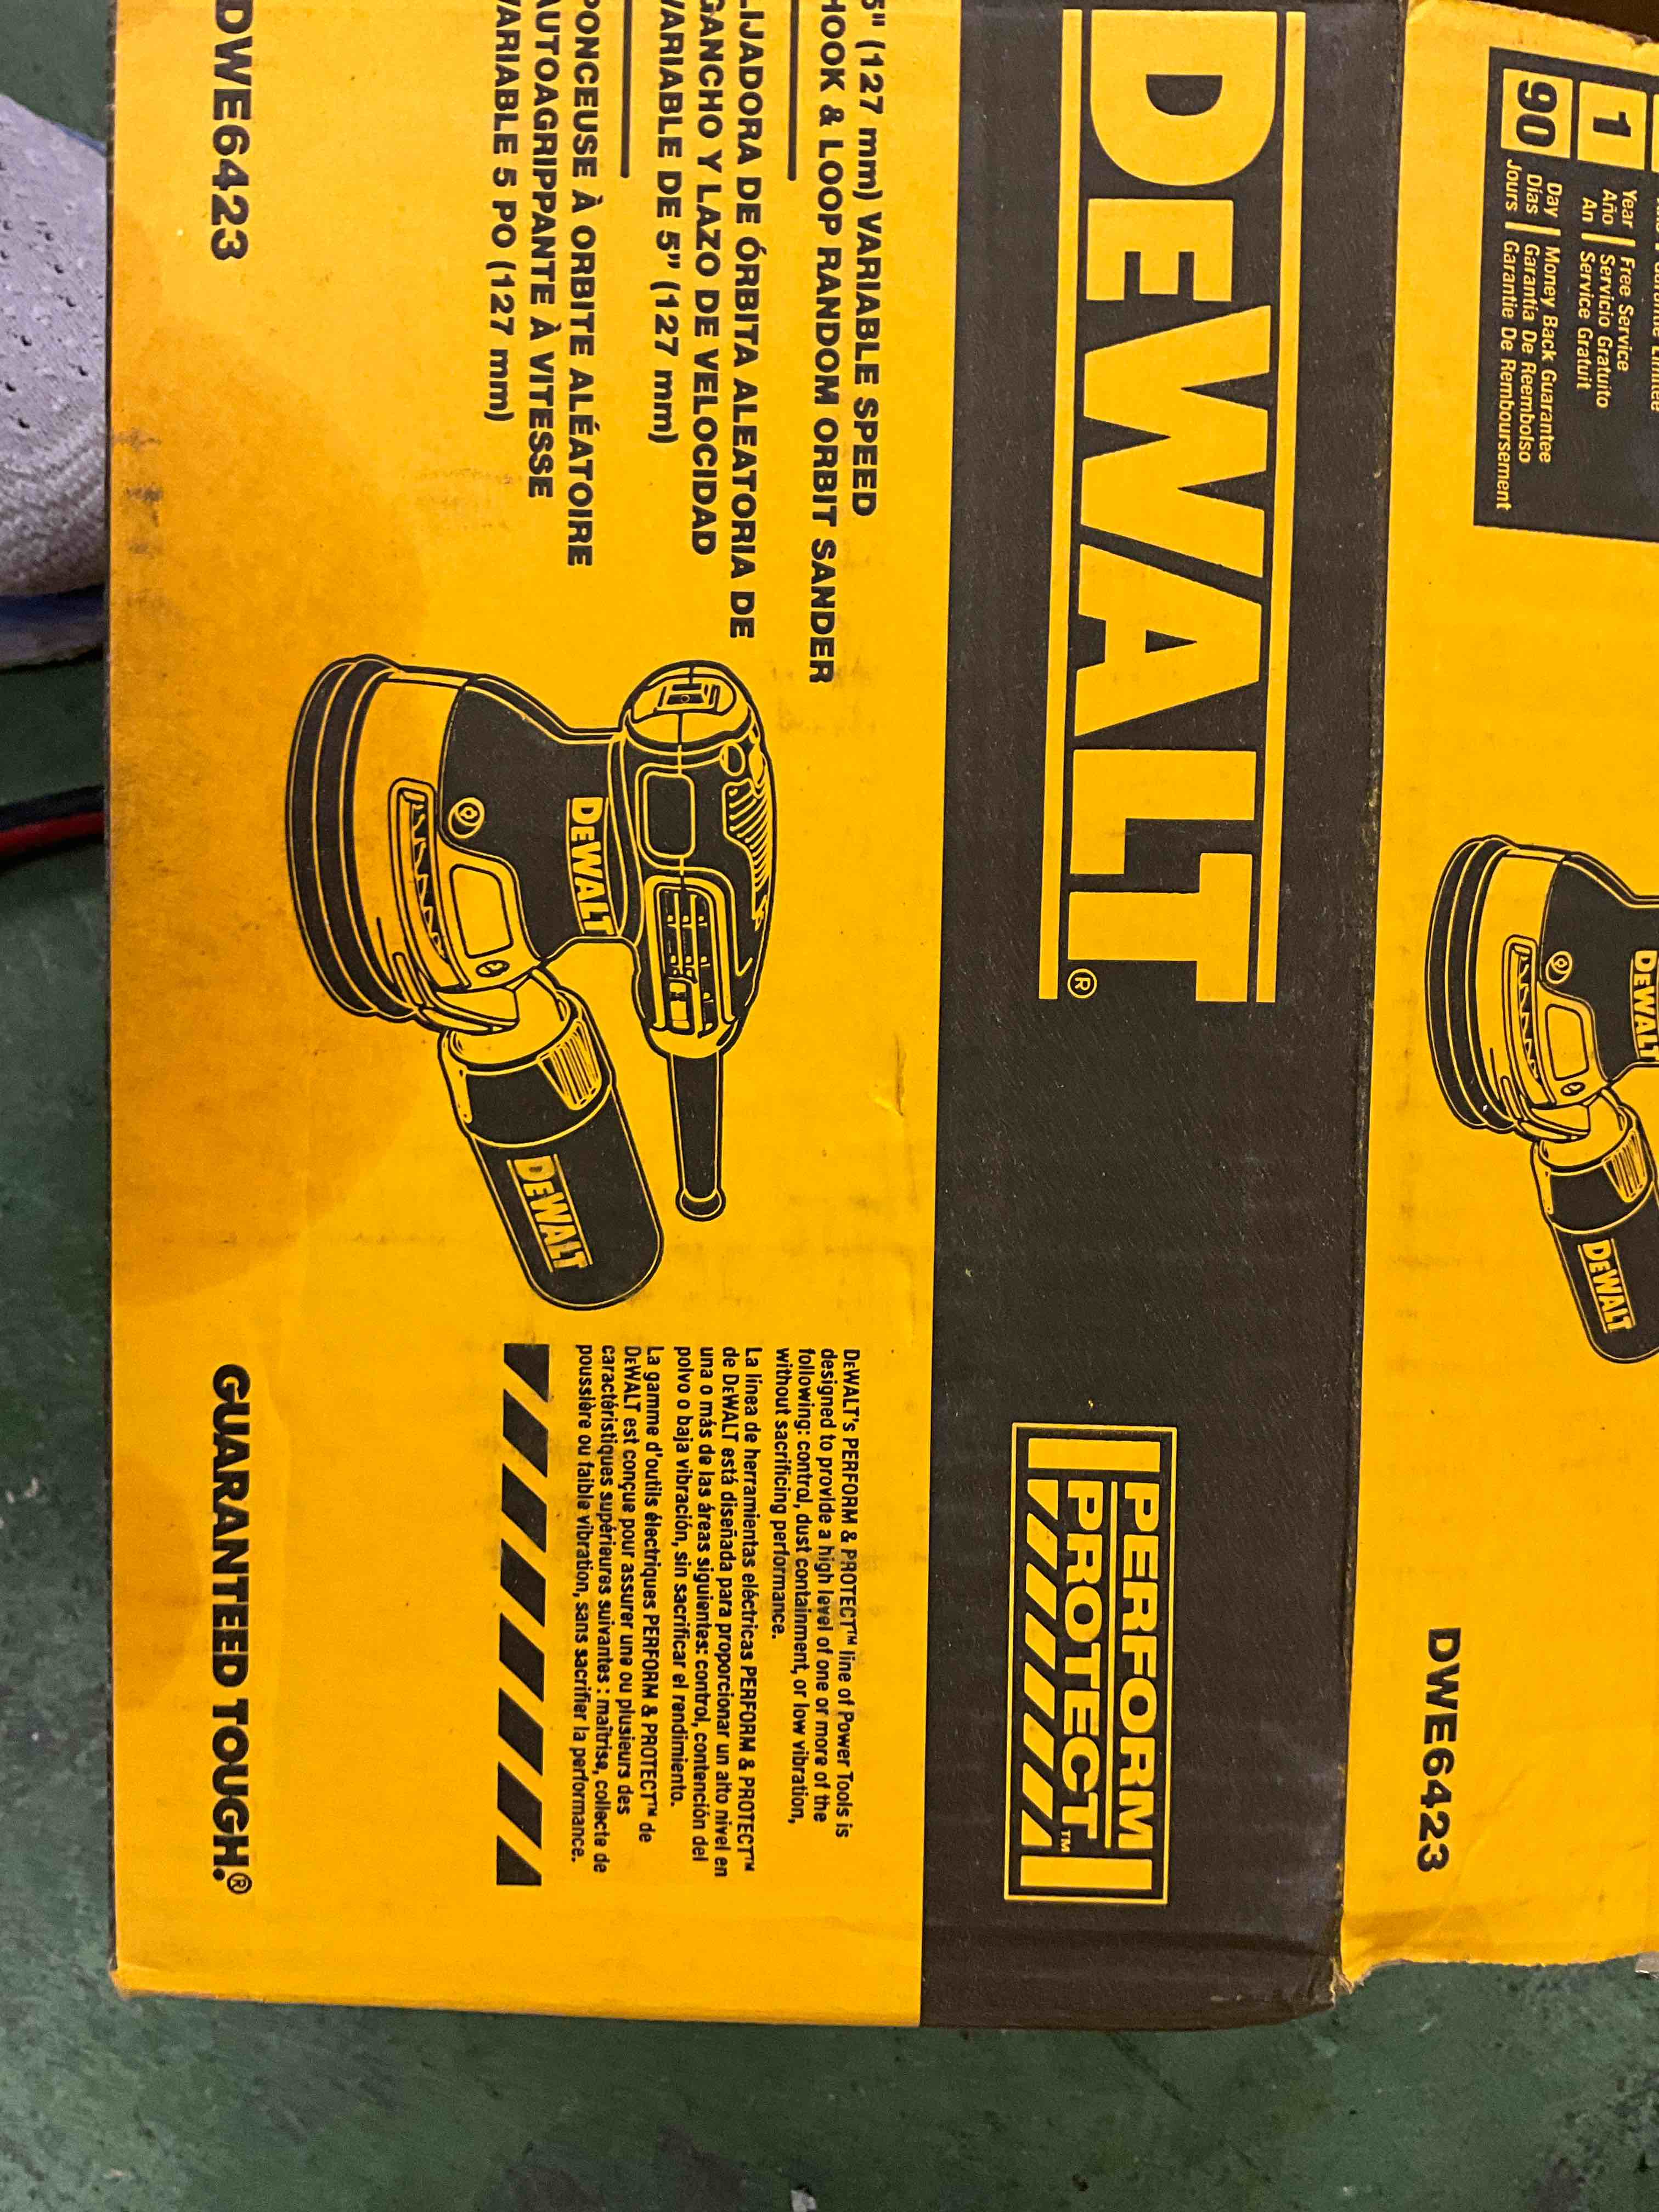 1 Year Año An | Free Service Servicio Gratuito Service Gratuit
90 Day Días Jours | Money Back Guarantee Garantía De Reembolso Garantie De Remboursement
DEWALT
DEWALT
DWE6423
DEWALT®
PERFORM
PROTECT™
5" (127 mm) VARIABLE SPEED
HOOK & LOOP RANDOM ORBIT SANDER
LIJADORA DE ÓRBITA ALEATORIA DE
GANCHO Y LAZO DE VELOCIDAD
VARIABLE DE 5" (127 mm)
PONCEUSE À ORBITE ALÉATOIRE
AUTOAGRIPPANTE À VITESSE
VARIABLE 5 PO (127 mm)
DEWALT
DEWALT
DEWALT's PERFORM & PROTECT™ line of Power Tools is
designed to provide a high level of one or more of the
following: control, dust containment, or low vibration,
without sacrificing performance.
La línea de herramientas eléctricas PERFORM & PROTECT™
de DEWALT está diseñada para proporcionar un alto nivel en
una o más de las áreas siguientes: control, contención del
polvo o baja vibración, sin sacrificar el rendimiento.
La gamme d'outils électriques PERFORM & PROTECT™ de
DEWALT est conçue pour assurer une ou plusieurs des
caractéristiques supérieures suivantes : maîtrise, collecte de
poussière ou faible vibration, sans sacrifier la performance.
DWE6423
GUARANTEED TOUGH.®